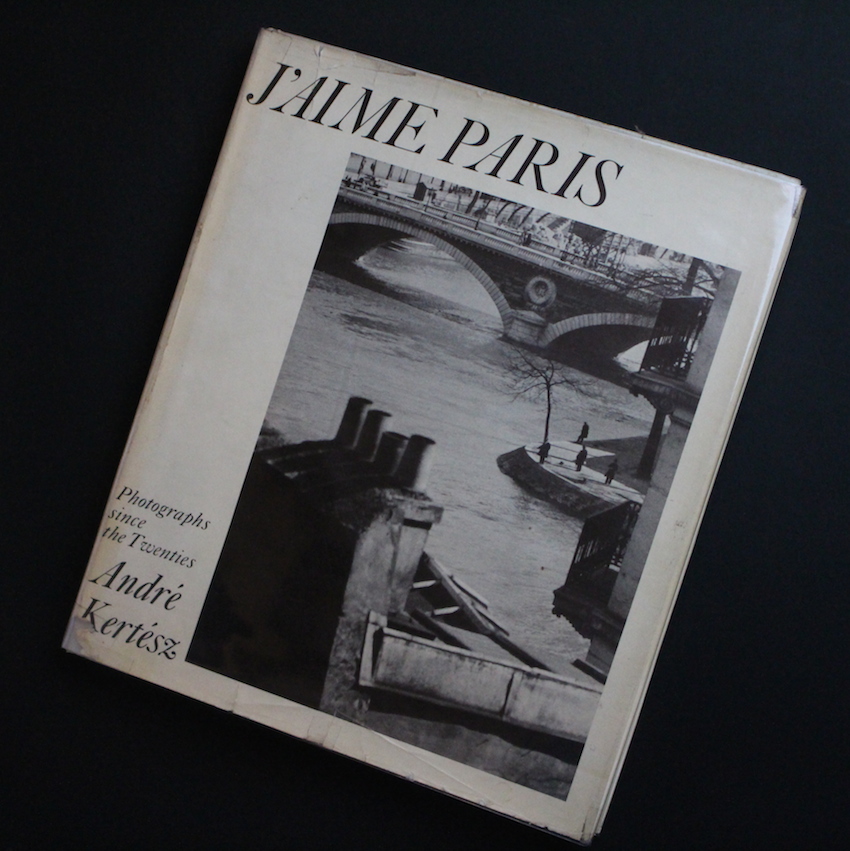 J'AIME PARIS
Photographs
since
the Twenties
André
Kertész